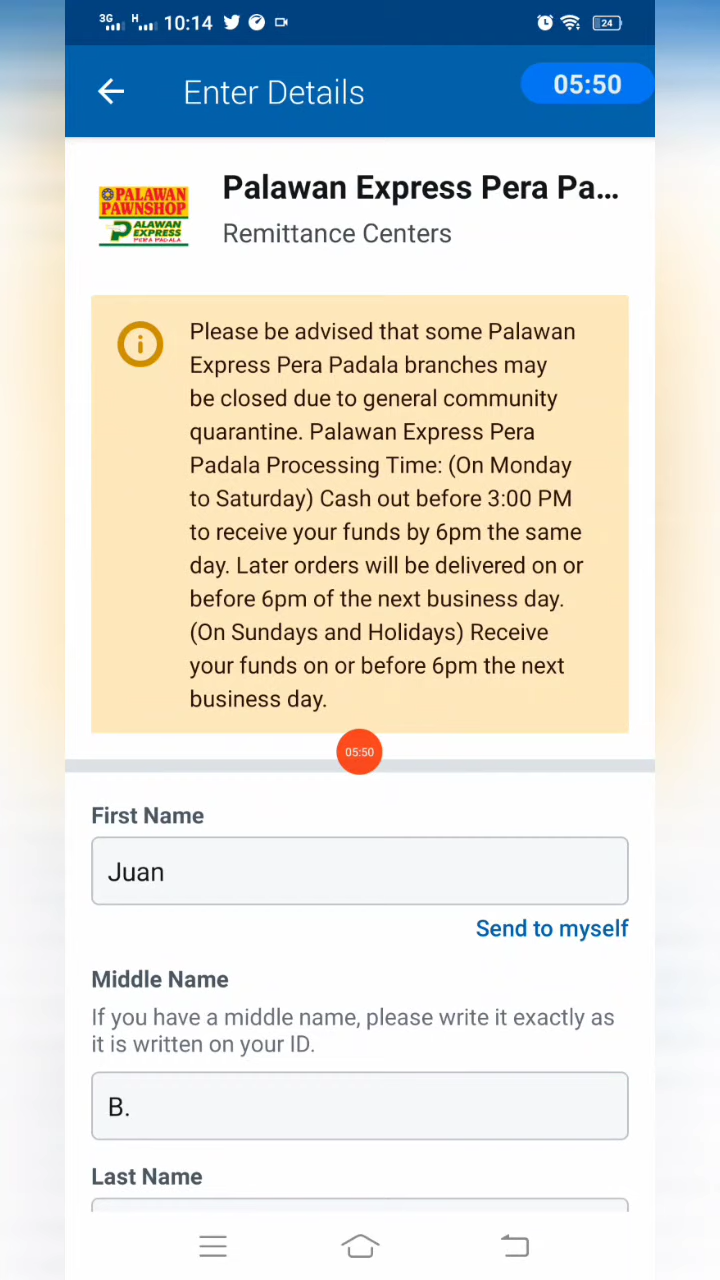 3G H 10:14 24
Enter Details
05:50
PALAWAN
PAWNSHOP
PALAWAN
EXPRESS
PERA PADALA
Palawan Express Pera Pa...
Remittance Centers
Please be advised that some Palawan
Express Pera Padala branches may
be closed due to general community
quarantine. Palawan Express Pera
Padala Processing Time: (On Monday
to Saturday) Cash out before 3:00 PM
to receive your funds by 6pm the same
day. Later orders will be delivered on or
before 6pm of the next business day.
(On Sundays and Holidays) Receive
your funds on or before 6pm the next
business day.
05:50
First Name
Juan
Send to myself
Middle Name
If you have a middle name, please write it exactly as
it is written on your ID.
B.
Last Name